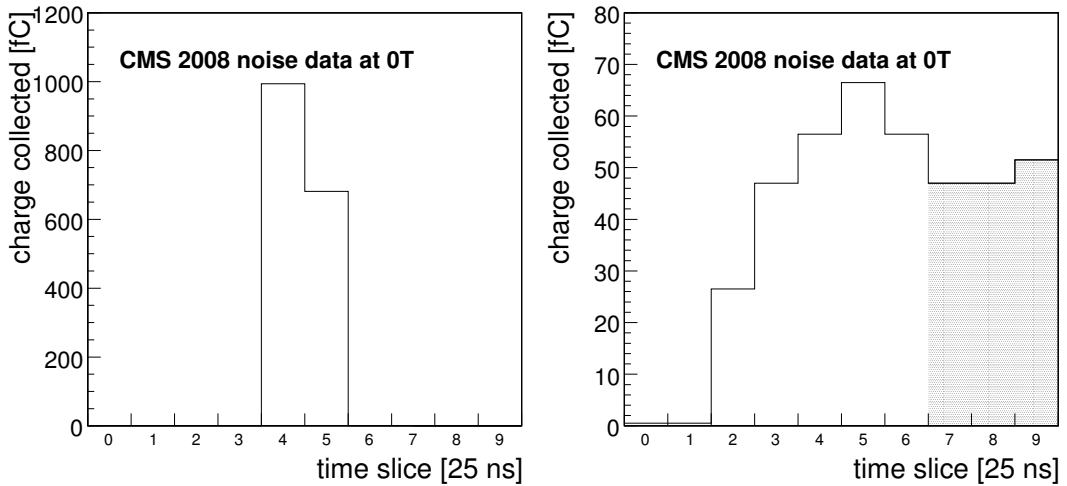 charge collected [fC]
1200
1000
800
600
400
200
0
CMS 2008 noise data at 0T
0 1 2 3 4 5 6 7 8 9
time slice [25 ns]
charge collected [fC]
80
70
60
50
40
30
20
10
0
CMS 2008 noise data at 0T
0 1 2 3 4 5 6 7 8 9
time slice [25 ns]